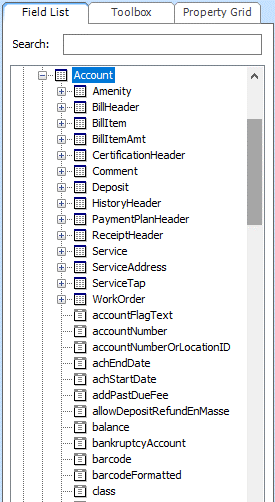 Field List Toolbox Property Grid
Search:
Account
Amenity
BillHeader
BillItem
BillItemAmt
CertificationHeader
Comment
Deposit
HistoryHeader
PaymentPlanHeader
ReceiptHeader
Service
ServiceAddress
ServiceTap
WorkOrder
accountFlagText
accountNumber
accountNumberOrLocationID
achEndDate
achStartDate
addPastDueFee
allowDepositRefundEnMasse
balance
bankruptcyAccount
barcode
barcodeFormatted
class